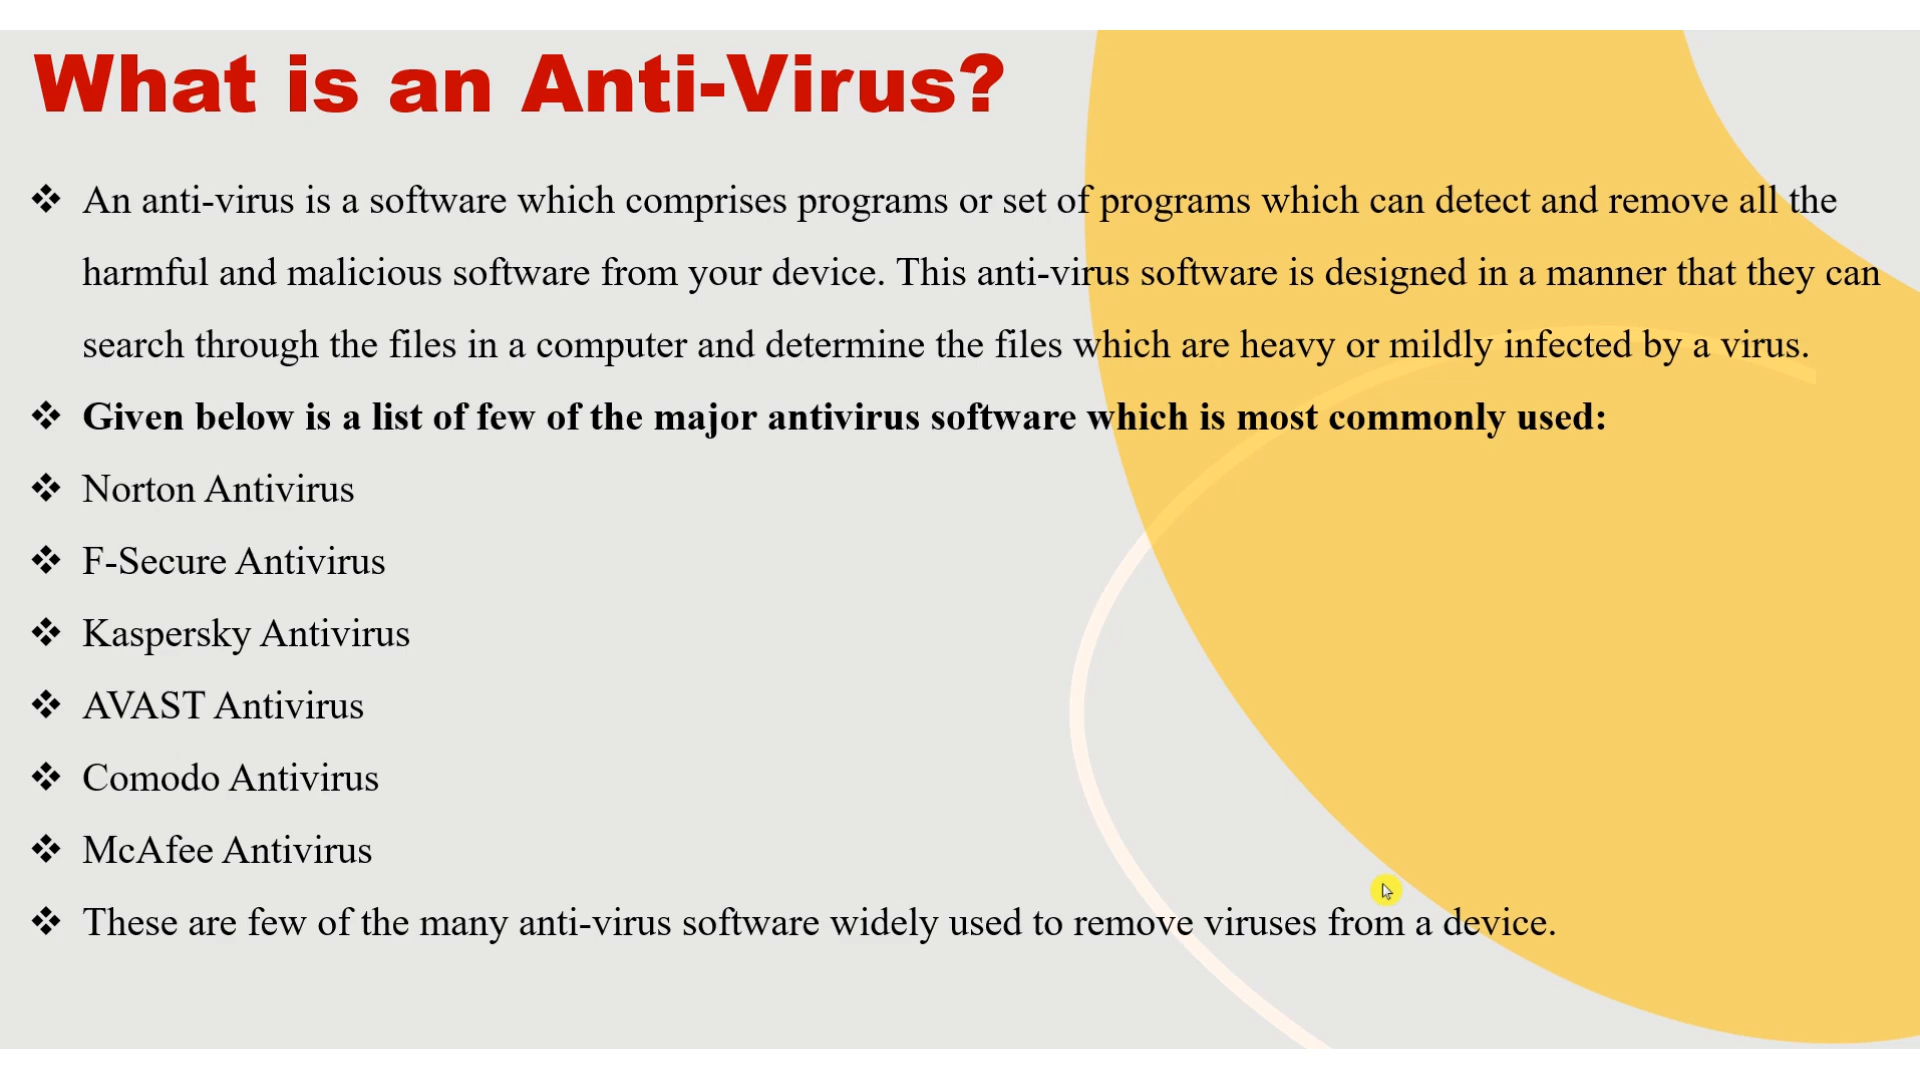 What is an Anti-Virus?
❖ An anti-virus is a software which comprises programs or set of programs which can detect and remove all the
harmful and malicious software from your device. This anti-virus software is designed in a manner that they can
search through the files in a computer and determine the files which are heavy or mildly infected by a virus.
❖ Given below is a list of few of the major antivirus software which is most commonly used:
❖ Norton Antivirus
❖ F-Secure Antivirus
❖ Kaspersky Antivirus
❖ AVAST Antivirus
❖ Comodo Antivirus
❖ McAfee Antivirus
❖ These are few of the many anti-virus software widely used to remove viruses from a device.